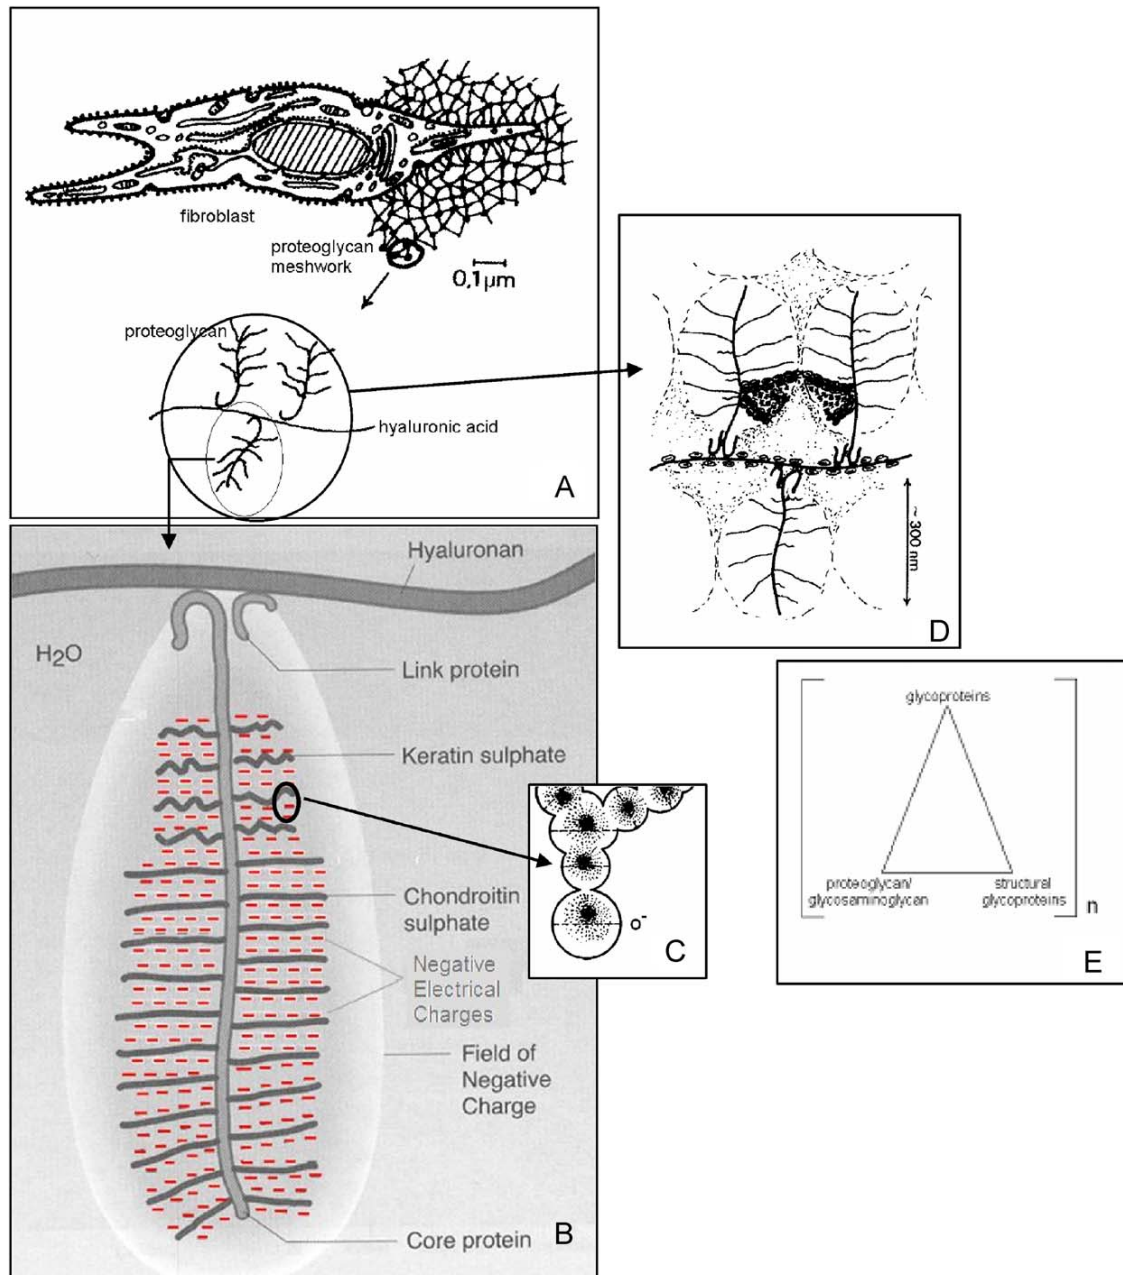 fibroblast
proteoglycan
meshwork
0,1µm
proteoglycan
hyaluronic acid
A
~ 300 nm
D
Hyaluronan
H2O
Link protein
Keratin sulphate
Chondroitin
sulphate
Negative
Electrical
Charges
Field of
Negative
Charge
Core protein
B
o-
C
glycoproteins
proteoglycan/
glycosaminoglycan
structural
glycoproteins
n
E